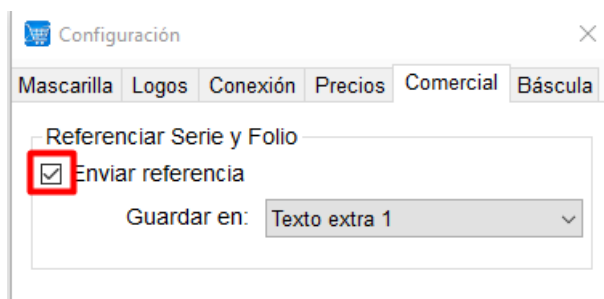 Configuración
Mascarilla Logos Conexión Precios Comercial Báscula
Referenciar Serie y Folio
Enviar referencia
Guardar en: Texto extra 1